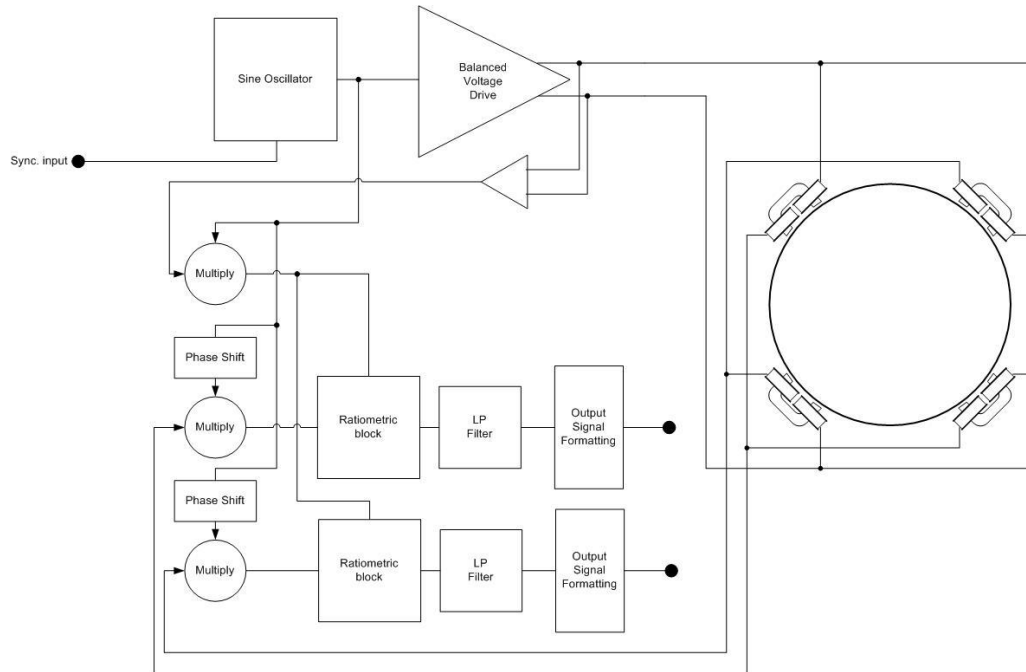 Sine Oscillator
Balanced
Voltage
Drive
Sync. input
Multiply
Phase Shift
Multiply
Ratiometric
block
LP
Filter
Output
Signal
Formatting
Phase Shift
Multiply
Ratiometric
block
LP
Filter
Output
Signal
Formatting